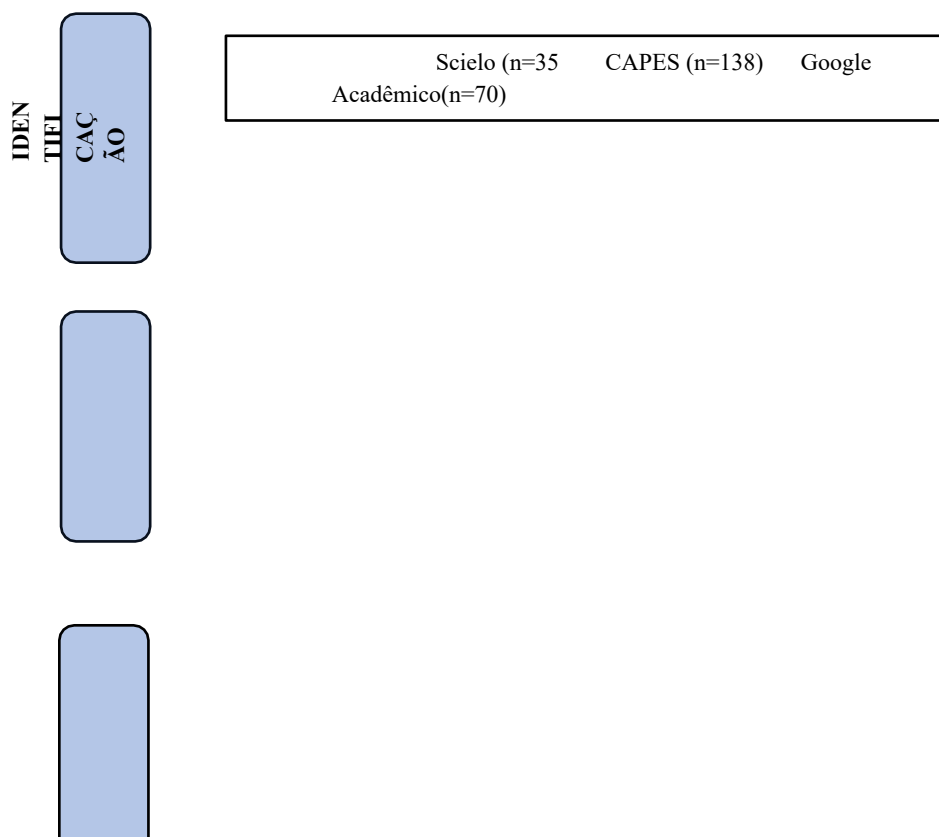 IDEN
TIFI
CAÇ
ÃO
Scielo (n=35 CAPES (n=138) Google
Acadêmico(n=70)